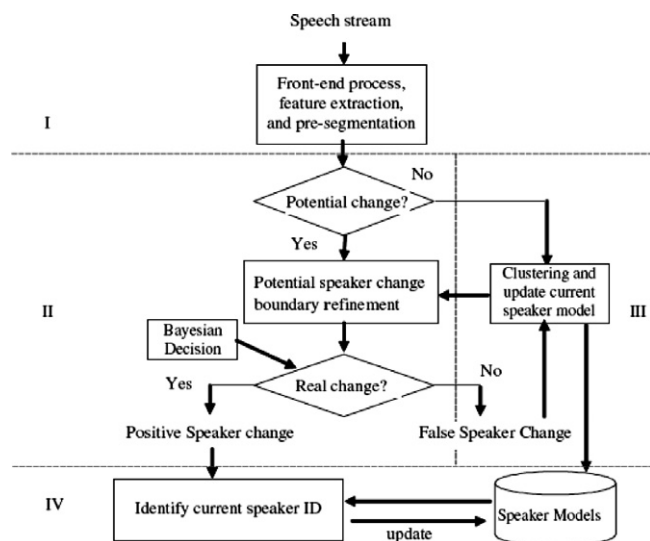 Speech stream
Front-end process,
feature extraction,
and pre-segmentation
I
No
Potential change?
Yes
Potential speaker change
boundary refinement
Clustering and
update current
speaker model
II
III
Bayesian
Decision
Yes
Real change?
No
Positive Speaker change
False Speaker Change
IV
Identify current speaker ID
Speaker Models
update